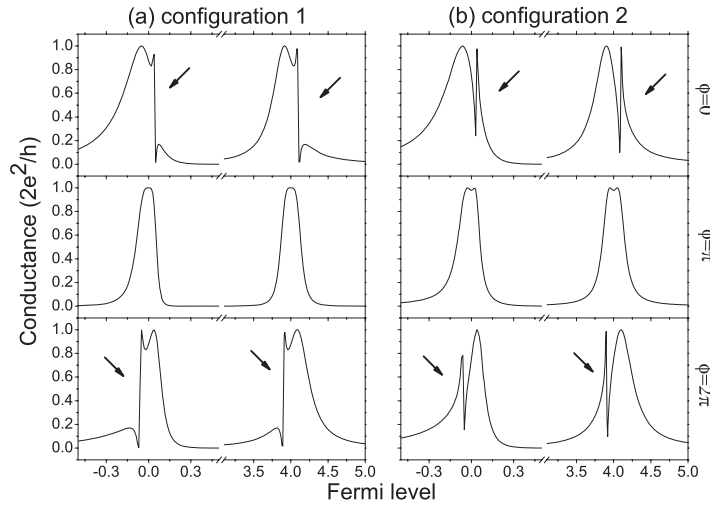 (a) configuration 1
(b) configuration 2
Conductance (2e²/h)
1.0
0.8
0.6
0.4
0.2
0.0
φ=0
1.0
0.8
0.6
0.4
0.2
0.0
φ=π
1.0
0.8
0.6
0.4
0.2
0.0
φ=2π
-0.3 0.0 0.3 3.5 4.0 4.5 5.0
-0.3 0.0 0.3 3.5 4.0 4.5 5.0
Fermi level